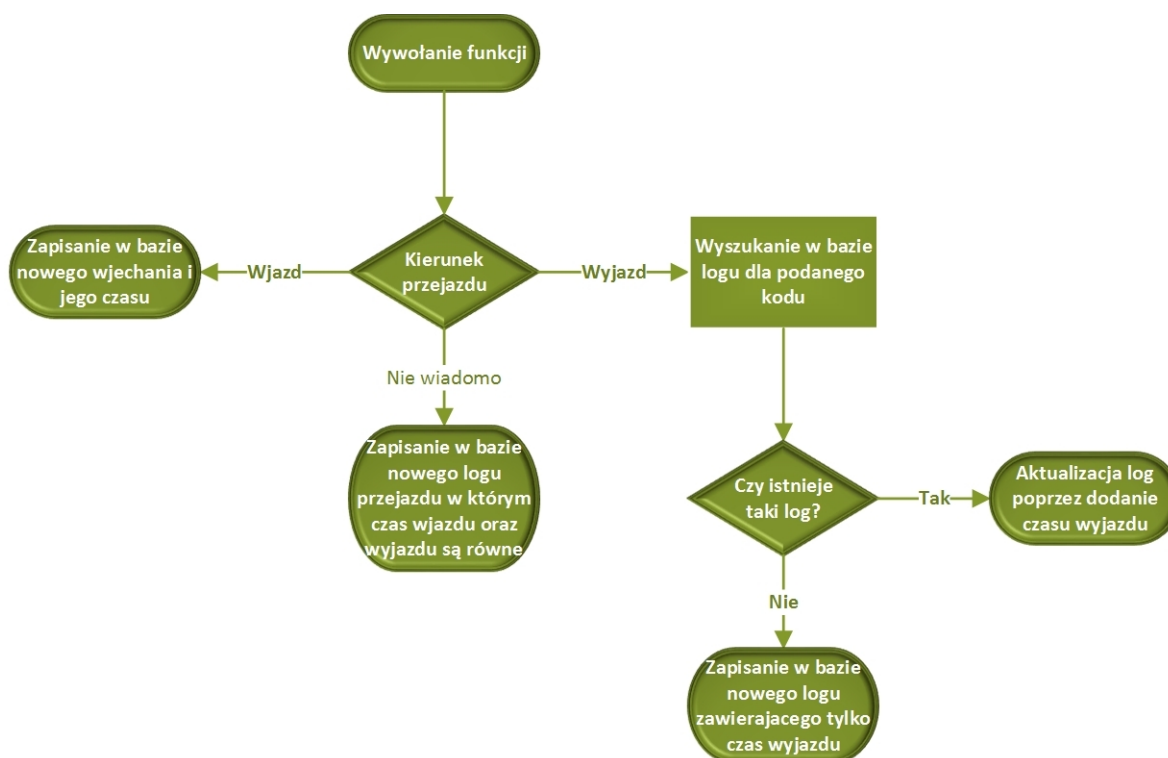 Wywołanie funkcji
Zapisanie w bazie
nowego wjechania i
jego czasu
Wjazd
Kierunek
przejazdu
Wyjazd
Wyszukanie w bazie
logu dla podanego
kodu
Nie wiadomo
Zapisanie w bazie
nowego logu
przejazdu w którym
czas wjazdu oraz
wyjazdu są równe
Czy istnieje
taki log?
Tak
Aktualizacja log
poprzez dodanie
czasu wyjazdu
Nie
Zapisanie w bazie
nowego logu
zawierajacego tylko
czas wyjazdu